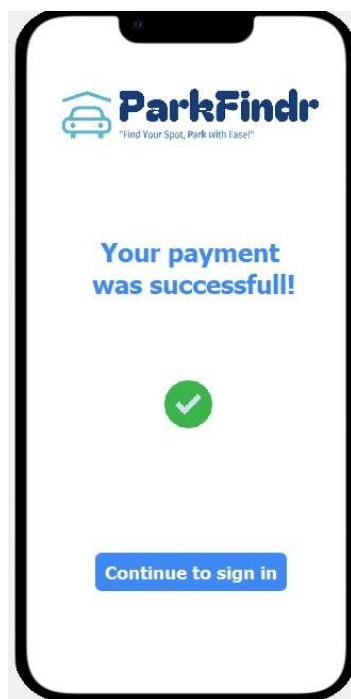 ParkFindr
"Find Your Spot, Park with Ease!"
Your payment
was successfull!
Continue to sign in